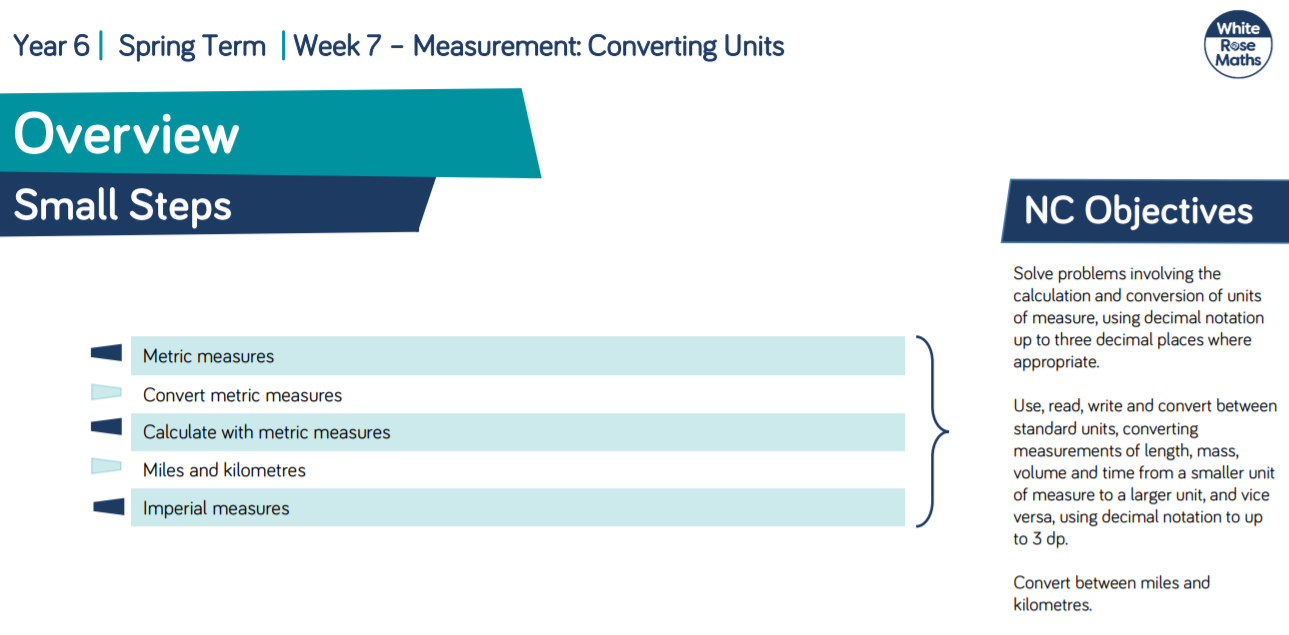 Year 6 | Spring Term | Week 7 – Measurement: Converting Units
White
Rose
Maths
Overview
Small Steps
NC Objectives
Metric measures
Convert metric measures
Calculate with metric measures
Miles and kilometres
Imperial measures
Solve problems involving the
calculation and conversion of units
of measure, using decimal notation
up to three decimal places where
appropriate.
Use, read, write and convert between
standard units, converting
measurements of length, mass,
volume and time from a smaller unit
of measure to a larger unit, and vice
versa, using decimal notation to up
to 3 dp.
Convert between miles and
kilometres.